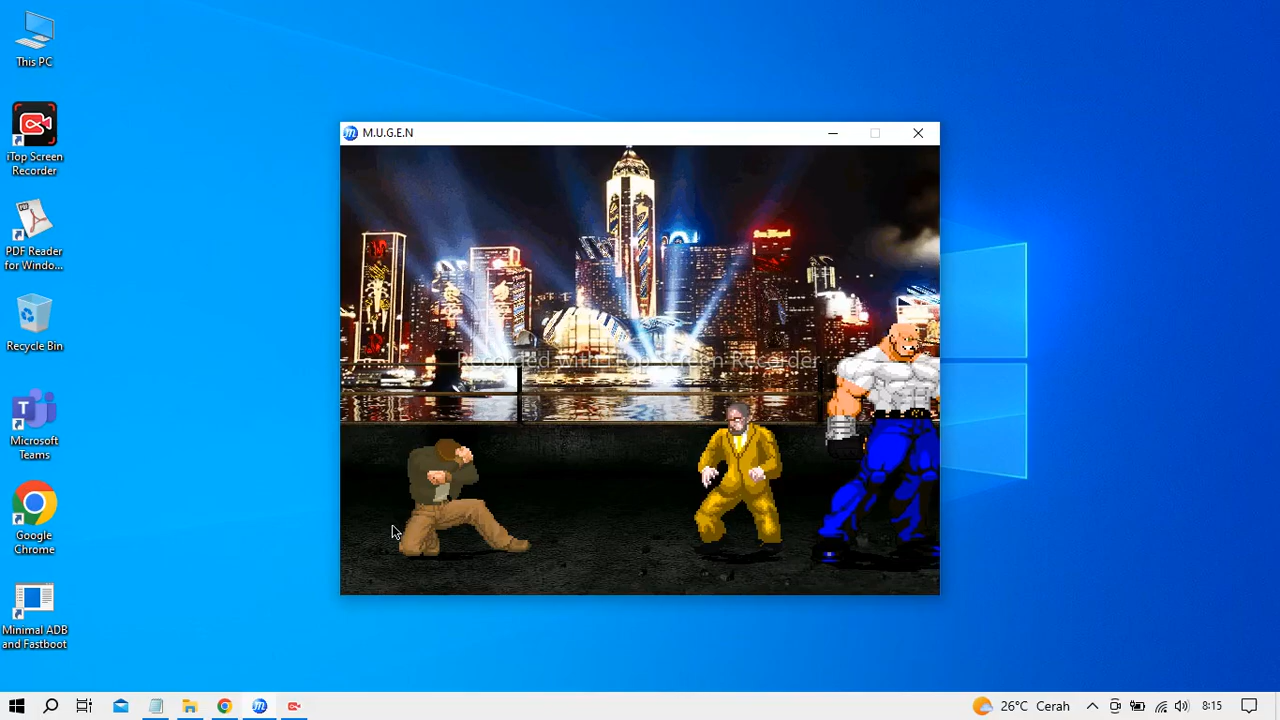 This PC
iTop Screen
Recorder
PDF Reader
for Windo...
Recycle Bin
Microsoft
Teams
Google
Chrome
Minimal ADB
and Fastboot
M.U.G.E.N
Recorded with iTop Screen Recorder
26°C Cerah
8:15